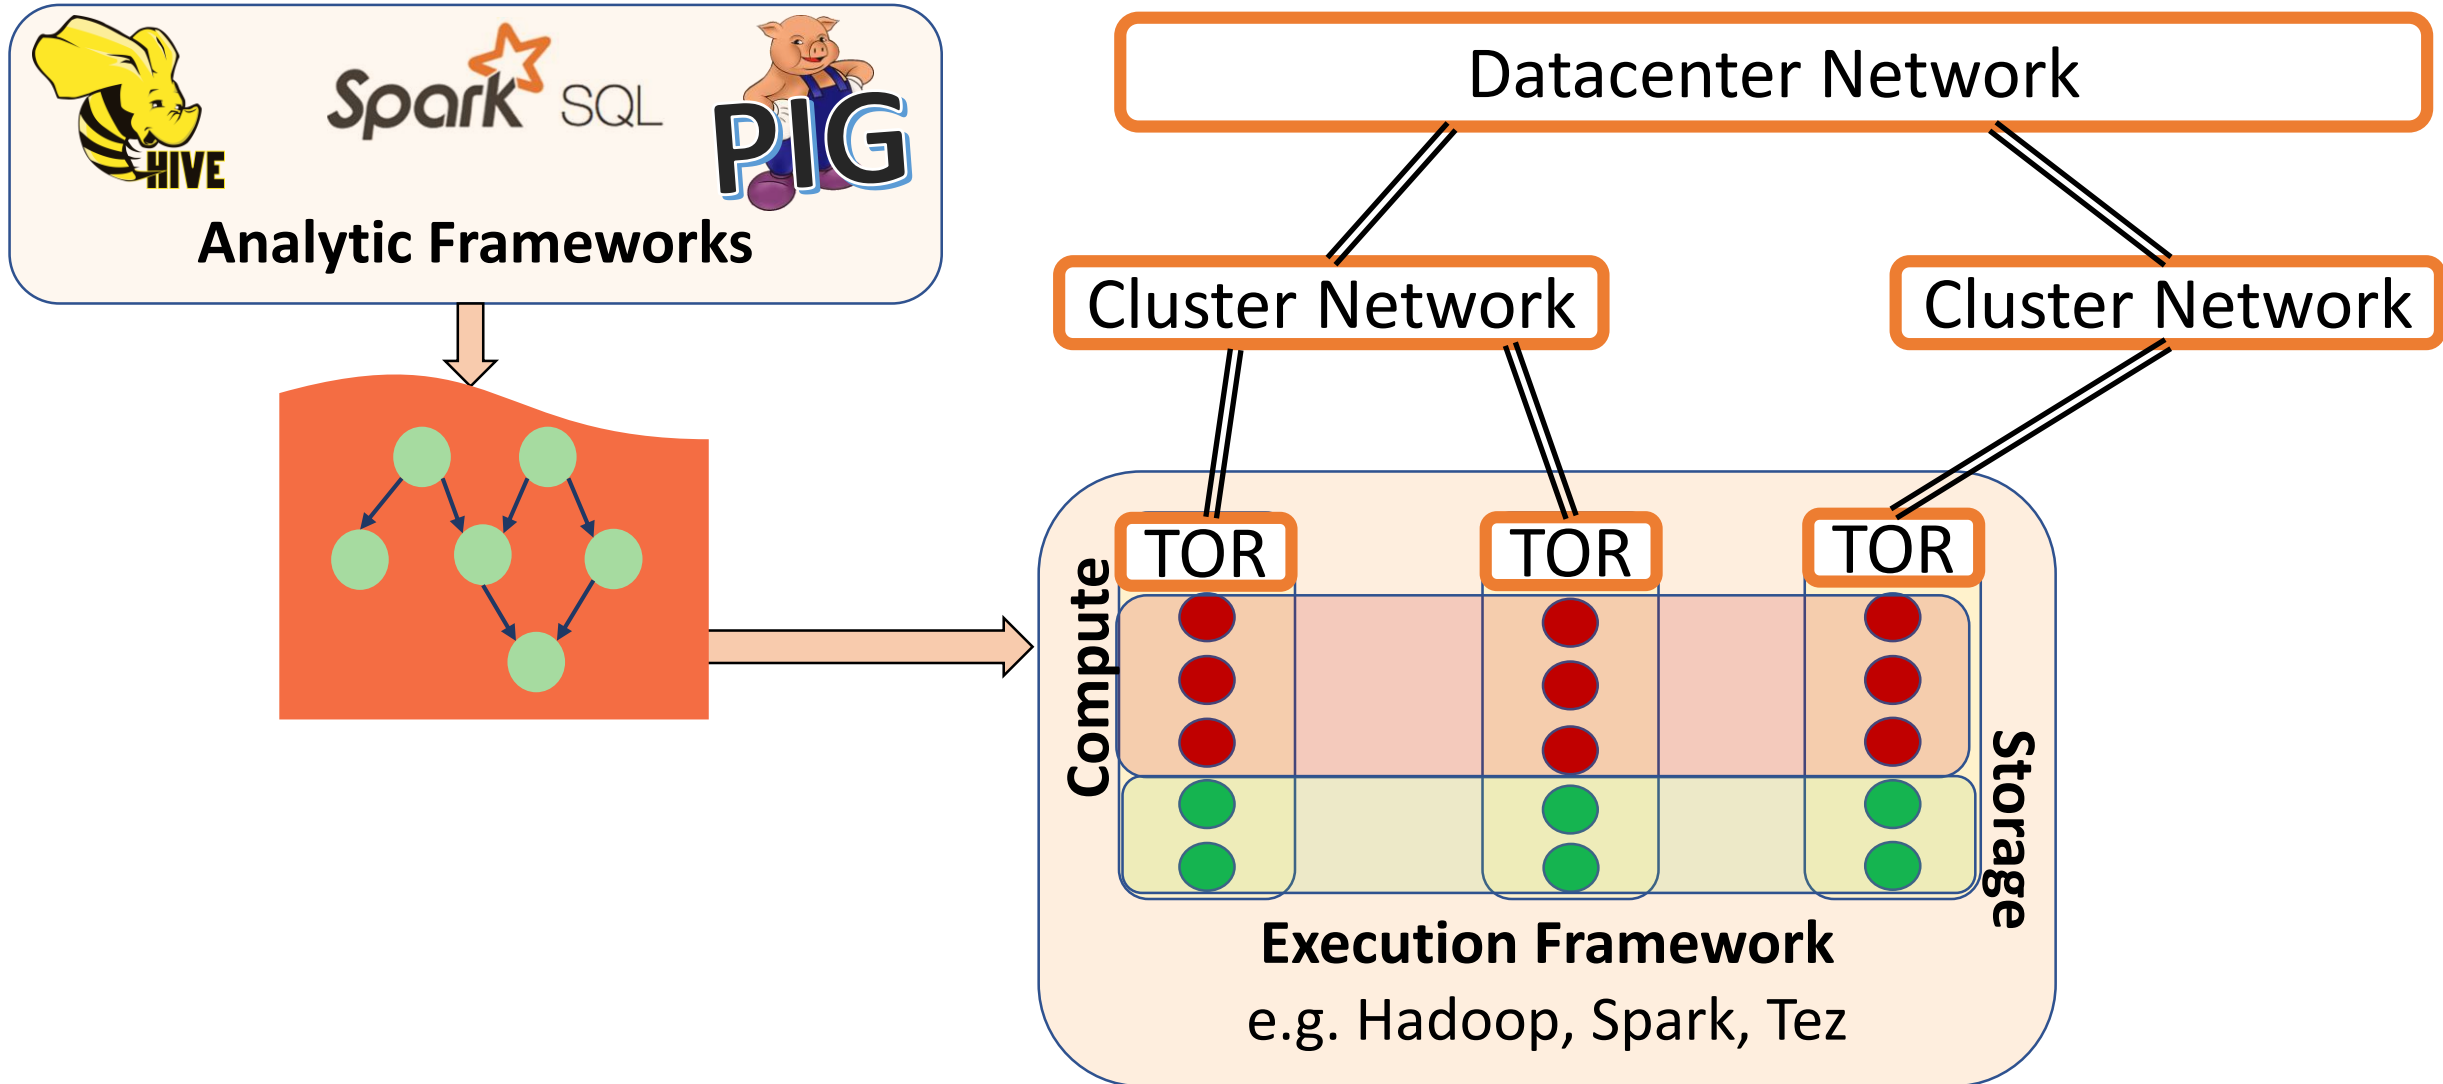 HIVE
Spark SQL
PIG
Analytic Frameworks
Datacenter Network
Cluster Network
Cluster Network
TOR
TOR
TOR
Compute
Storage
Execution Framework
e.g. Hadoop, Spark, Tez